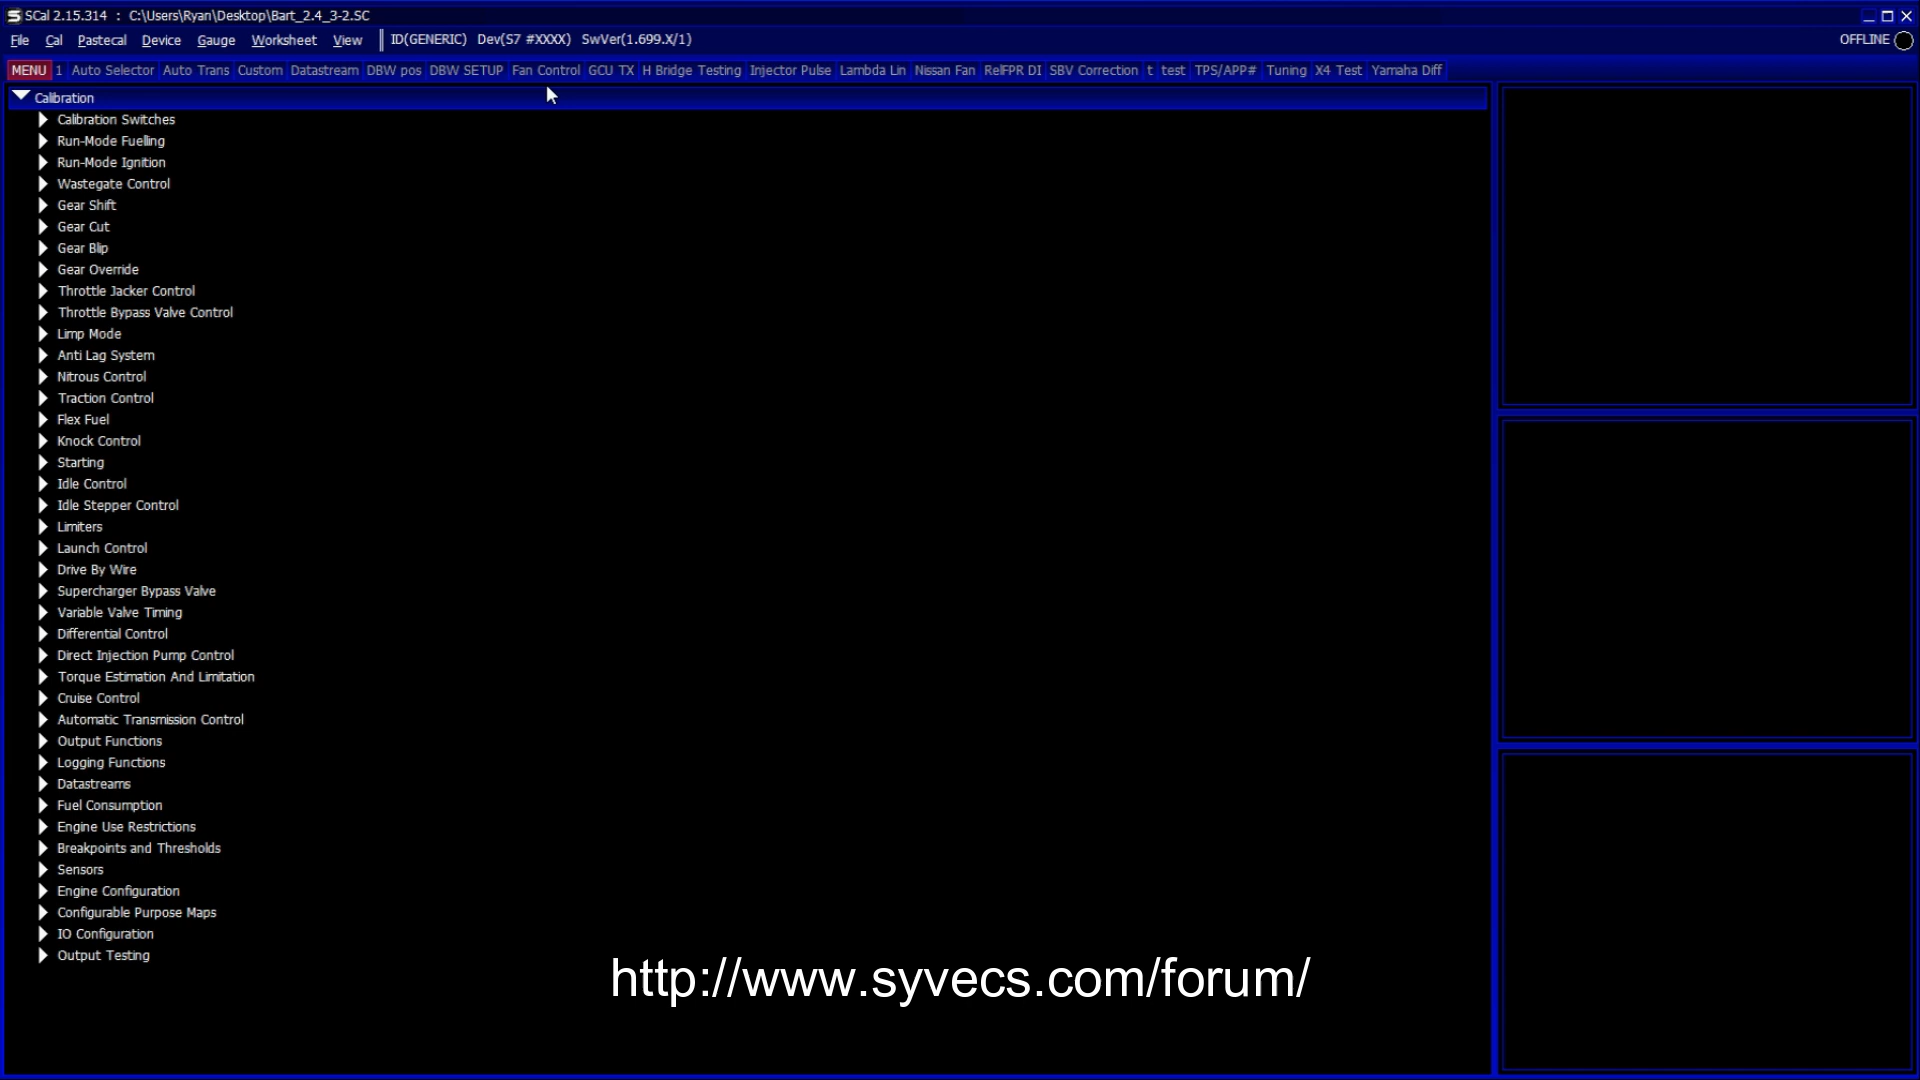 SCal 2.15.314 : C:\Users\Ryan\Desktop\Bart_2.4_3-2.SC
File Cal Pastecal Device Gauge Worksheet View ID(GENERIC) Dev(S7 #XXXX) SwVer(1.699.X/1) OFFLINE
MENU 1 Auto Selector Auto Trans Custom Datastream DBW pos DBW SETUP Fan Control GCU TX H Bridge Testing Injector Pulse Lambda Lin Nissan Fan RelFPR DI SBV Correction t test TPS/APP# Tuning X4 Test Yamaha Diff
Calibration
Calibration Switches
Run-Mode Fuelling
Run-Mode Ignition
Wastegate Control
Gear Shift
Gear Cut
Gear Blip
Gear Override
Throttle Jacker Control
Throttle Bypass Valve Control
Limp Mode
Anti Lag System
Nitrous Control
Traction Control
Flex Fuel
Knock Control
Starting
Idle Control
Idle Stepper Control
Limiters
Launch Control
Drive By Wire
Supercharger Bypass Valve
Variable Valve Timing
Differential Control
Direct Injection Pump Control
Torque Estimation And Limitation
Cruise Control
Automatic Transmission Control
Output Functions
Logging Functions
Datastreams
Fuel Consumption
Engine Use Restrictions
Breakpoints and Thresholds
Sensors
Engine Configuration
Configurable Purpose Maps
IO Configuration
Output Testing
http://www.syvecs.com/forum/